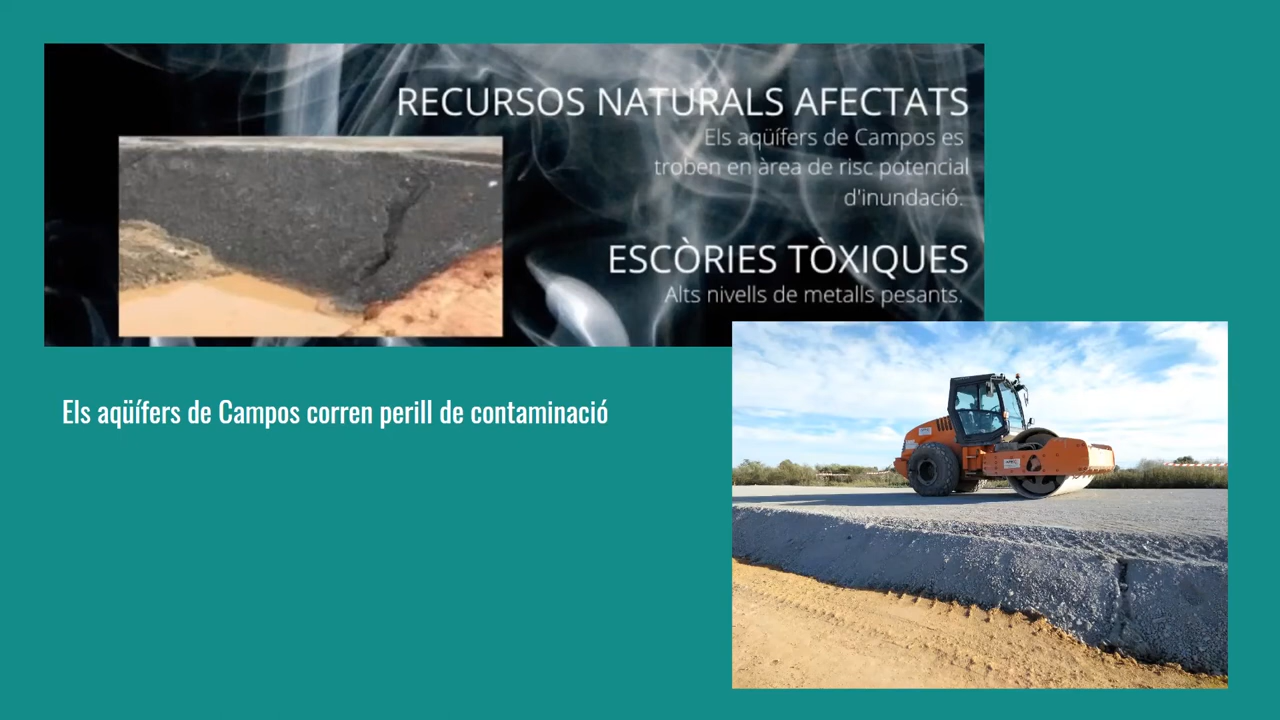 RECURSOS NATURALS AFECTATS
Els aqüífers de Campos es
troben en àrea de risc potencial
d'inundació.
ESCÒRIES TÒXIQUES
Alts nivells de metalls pesants.
Els aqüífers de Campos corren perill de contaminació